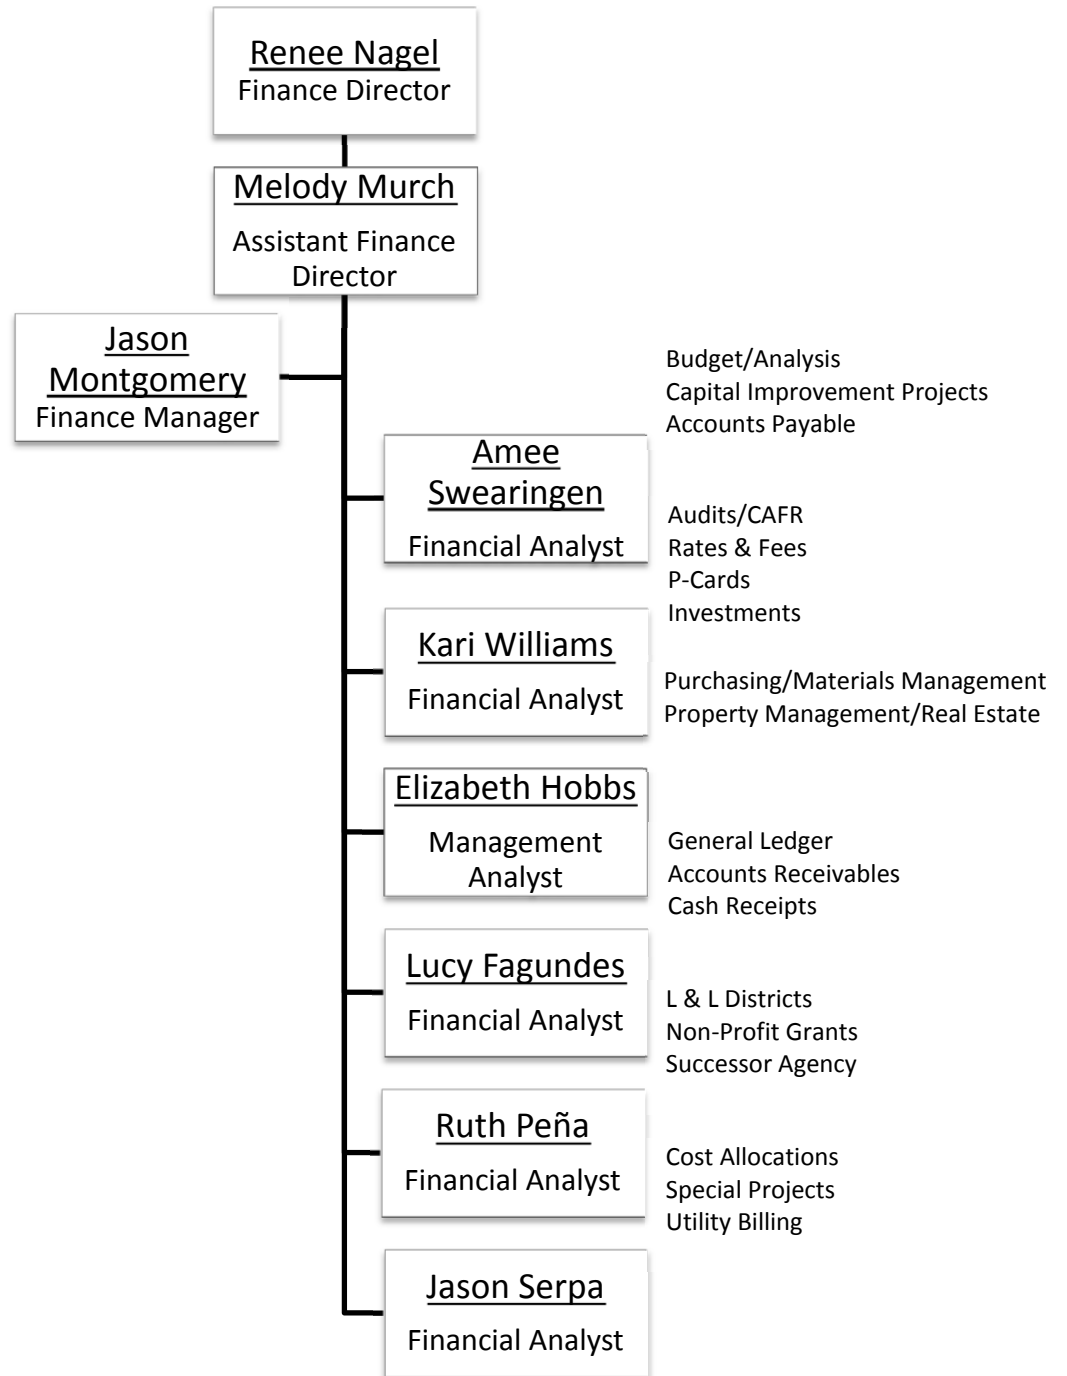 Renee Nagel
Finance Director
Melody Murch
Assistant Finance
Director
Jason
Montgomery
Finance Manager
Budget/Analysis
Capital Improvement Projects
Accounts Payable
Amee
Swearingen
Financial Analyst
Audits/CAFR
Rates & Fees
P-Cards
Investments
Kari Williams
Financial Analyst
Purchasing/Materials Management
Property Management/Real Estate
Elizabeth Hobbs
Management
Analyst
General Ledger
Accounts Receivables
Cash Receipts
Lucy Fagundes
Financial Analyst
L & L Districts
Non-Profit Grants
Successor Agency
Ruth Peña
Financial Analyst
Cost Allocations
Special Projects
Utility Billing
Jason Serpa
Financial Analyst